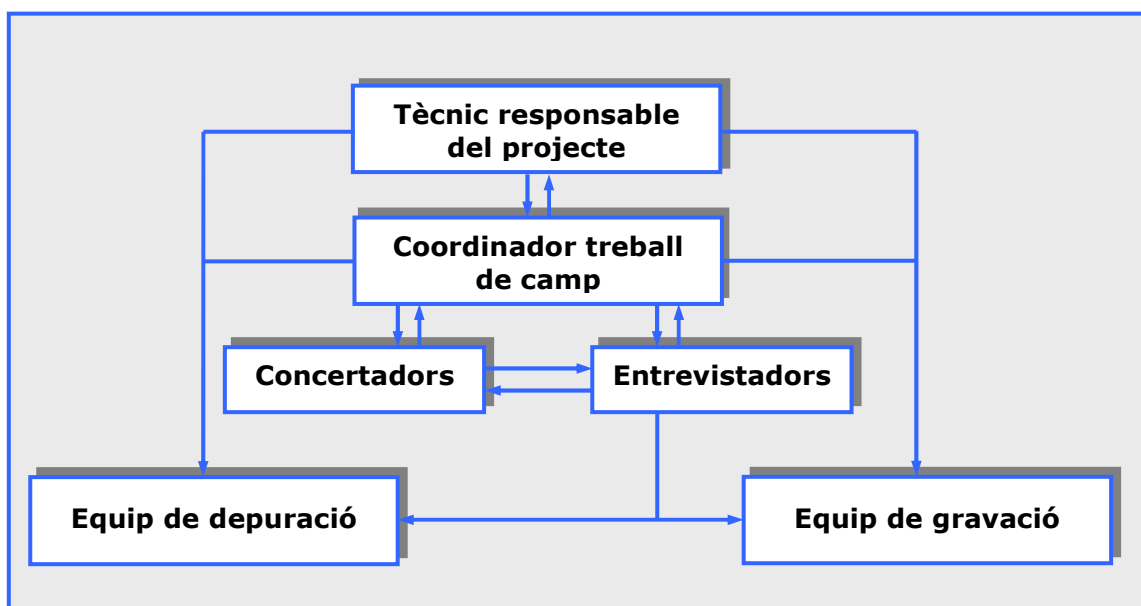 Tècnic responsable
del projecte
Coordinador treball
de camp
Concertadors
Entrevistadors
Equip de depuració
Equip de gravació